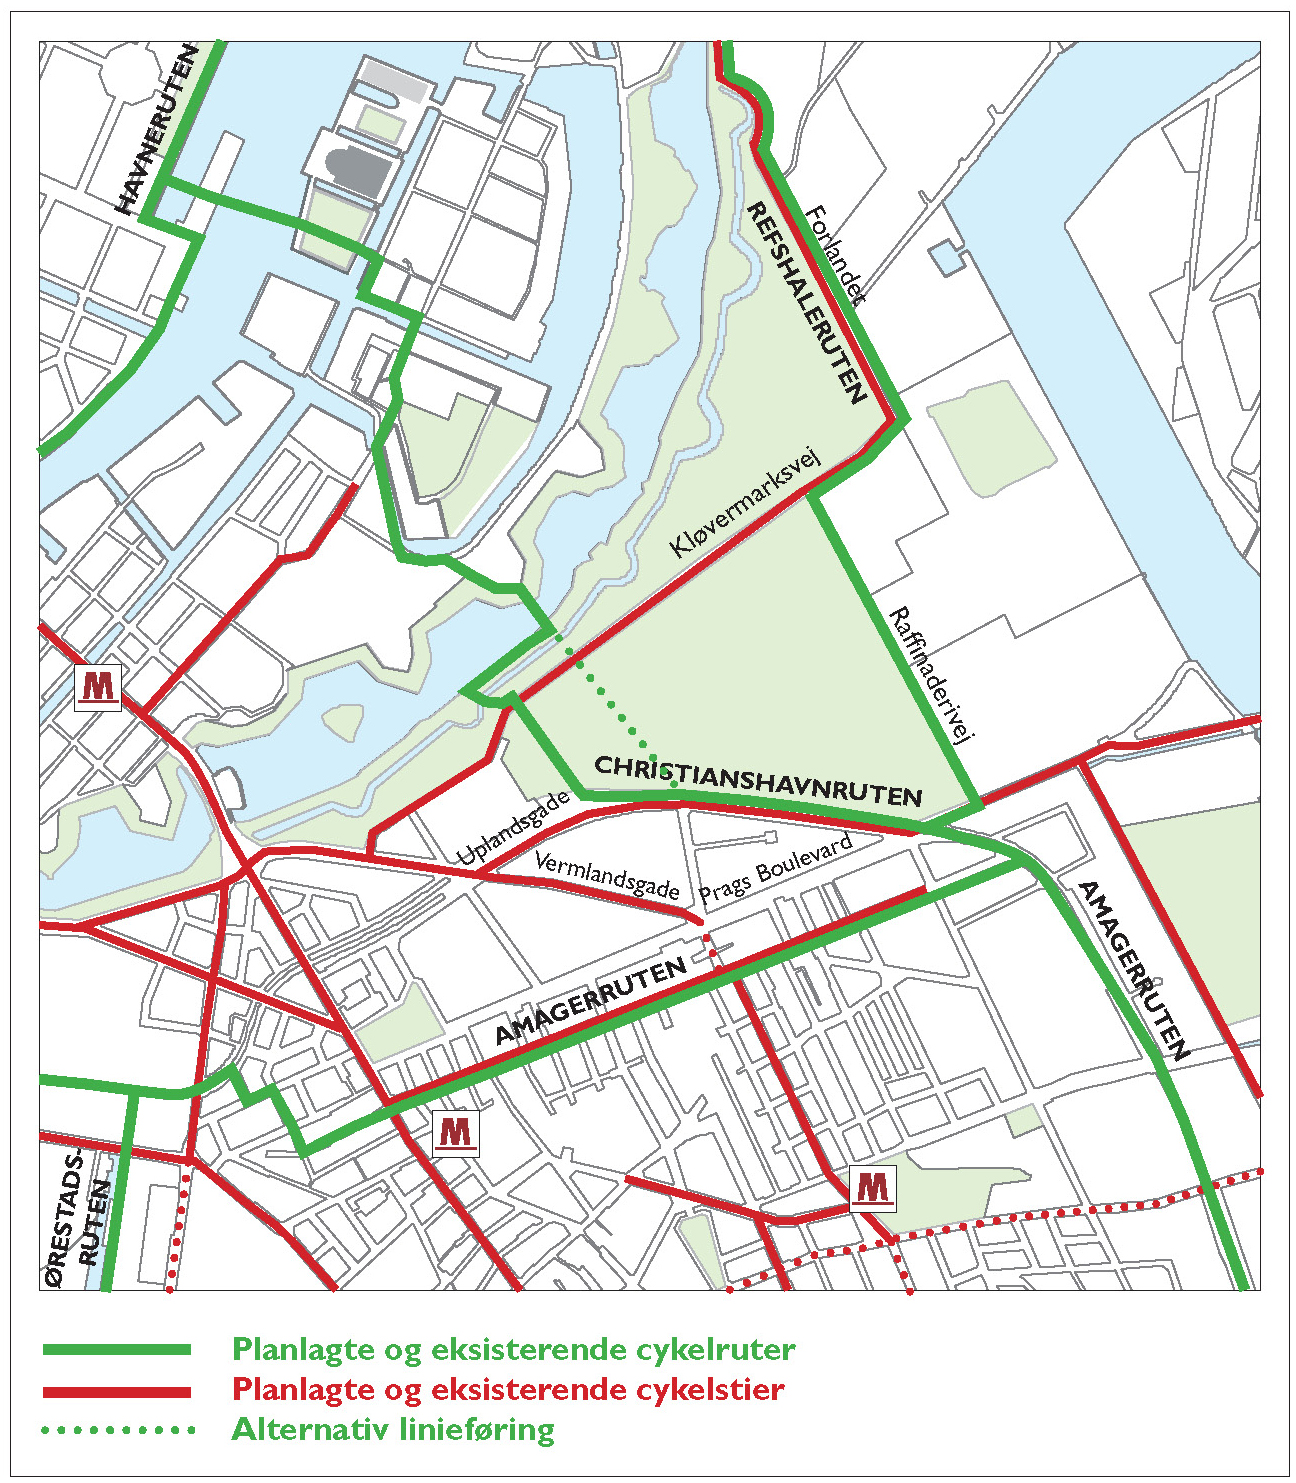 HAVNERUTEN
REFSHALERUTEN
Forlandet
Kløvermarksvej
Raffinaderivej
M
CHRISTIANSHAVNRUTEN
Uplandsgade
Vermlandsgade
Prags Boulevard
AMAGERRUTEN
AMAGERRUTEN
M
M
ØRESTADS-
RUTEN
Planlagte og eksisterende cykelruter
Planlagte og eksisterende cykelstier
Alternativ linieføring